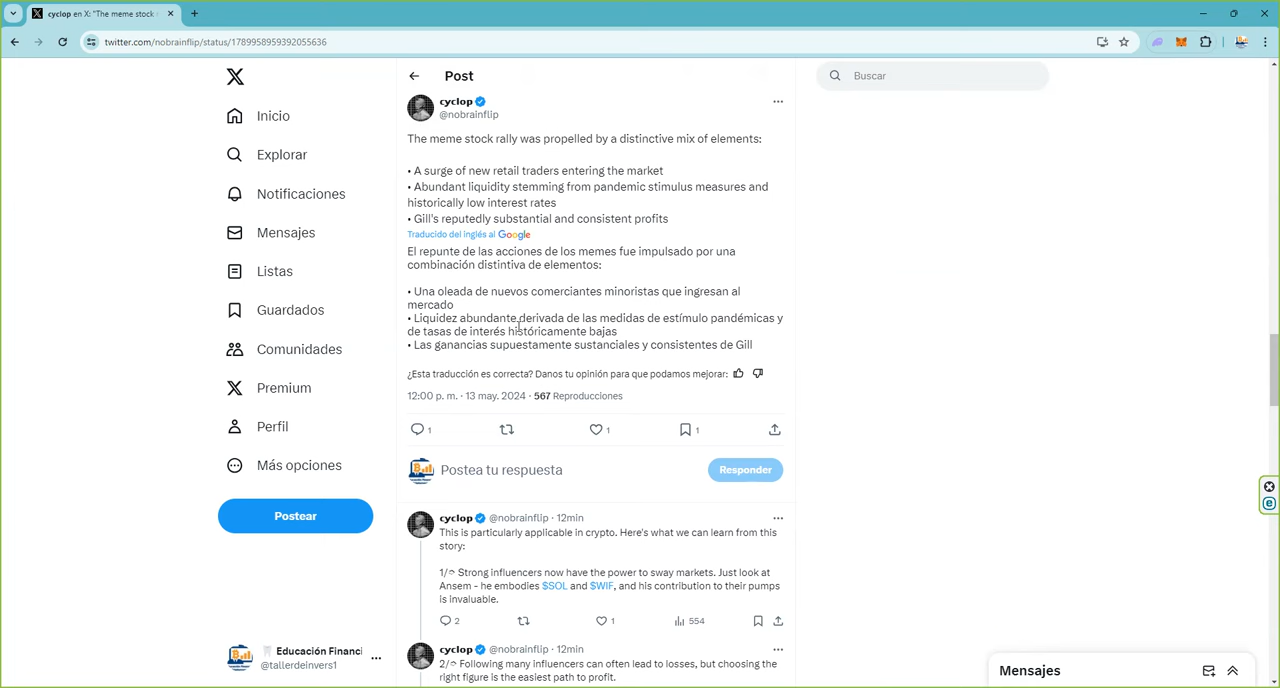 cyclop en X: "The meme stock
twitter.com/nobrainflip/status/1789958959392055636
Post
Buscar
Inicio
Explorar
Notificaciones
Mensajes
Listas
Guardados
Comunidades
Premium
Perfil
Más opciones
Postear
cyclop
@nobrainflip
The meme stock rally was propelled by a distinctive mix of elements:
• A surge of new retail traders entering the market
• Abundant liquidity stemming from pandemic stimulus measures and
historically low interest rates
• Gill's reputedly substantial and consistent profits
Traducido del inglés al Google
El repunte de las acciones de los memes fue impulsado por una
combinación distintiva de elementos:
• Una oleada de nuevos comerciantes minoristas que ingresan al
mercado
• Liquidez abundante derivada de las medidas de estímulo pandémicas y
de tasas de interés históricamente bajas
• Las ganancias supuestamente sustanciales y consistentes de Gill
¿Esta traducción es correcta? Danos tu opinión para que podamos mejorar:
12:00 p. m. · 13 may. 2024 · 567 Reproducciones
1 1 1
Postea tu respuesta
Responder
cyclop @nobrainflip · 12min
This is particularly applicable in crypto. Here's what we can learn from this
story:
1/ Strong influencers now have the power to sway markets. Just look at
Ansem - he embodies $SOL and $WIF, and his contribution to their pumps
is invaluable.
2 1 554
cyclop @nobrainflip · 12min
2/ Following many influencers can often lead to losses, but choosing the
right figure is the easiest path to profit.
Educación Financi
@tallerdeinvers1
Mensajes